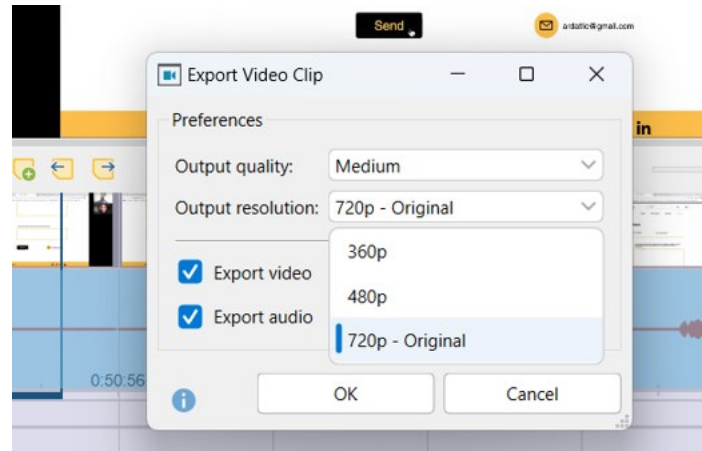 Send
ardattic@gmail.com
Export Video Clip
in
Preferences
Output quality: Medium
Output resolution: 720p - Original
360p
Export video
480p
Export audio
720p - Original
0:50:56
OK Cancel